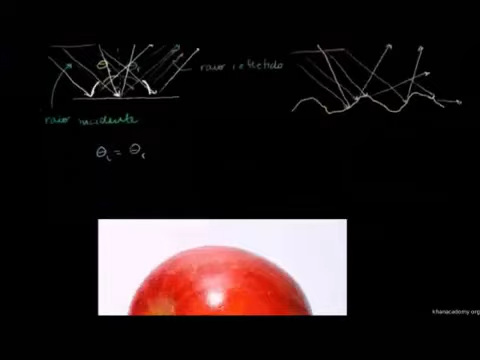 raio refletido
raio incidente
θi = θr
khanacademy.org